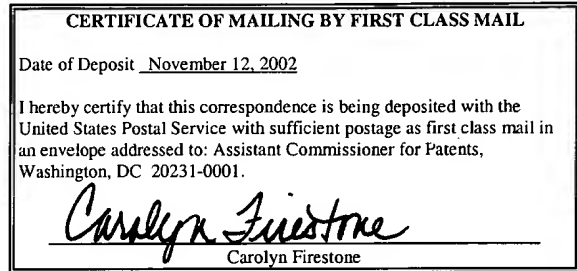 CERTIFICATE OF MAILING BY FIRST CLASS MAIL
Date of Deposit November 12, 2002
I hereby certify that this correspondence is being deposited with the
United States Postal Service with sufficient postage as first class mail in
an envelope addressed to: Assistant Commissioner for Patents,
Washington, DC 20231-0001.
Carolyn Firestone
Carolyn Firestone